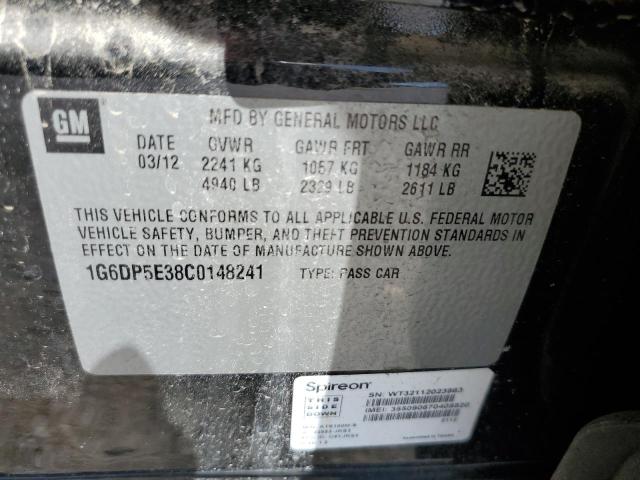 GM
MFD BY GENERAL MOTORS LLC
DATE GVWR GAWR FRT GAWR RR
03/12 2241 KG 1057 KG 1184 KG
4940 LB 2329 LB 2611 LB
THIS VEHICLE CONFORMS TO ALL APPLICABLE U.S. FEDERAL MOTOR
VEHICLE SAFETY, BUMPER, AND THEFT PREVENTION STANDARDS IN
EFFECT ON THE DATE OF MANUFACTURE SHOWN ABOVE.
1G6DP5E38C0148241 TYPE: PASS CAR
Spireon
THIS
SIDE
DOWN
SN:
IMEI: